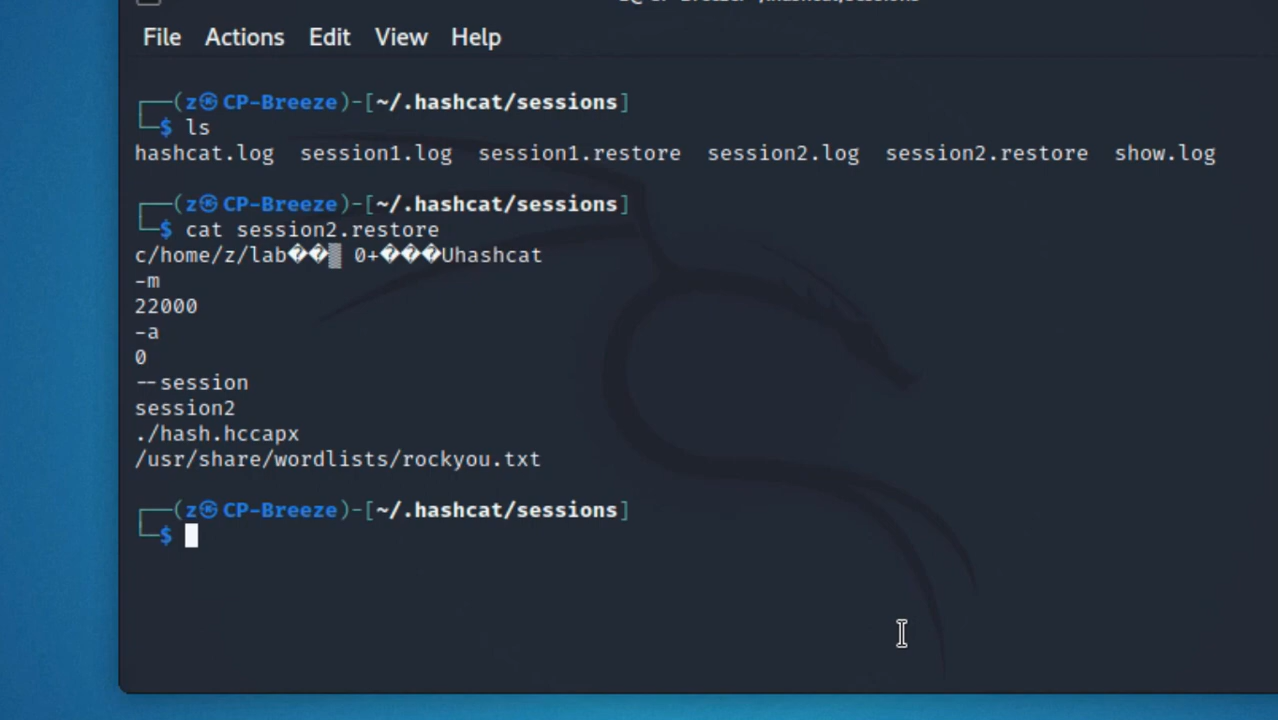 File Actions Edit View Help
┌──(z㉿CP-Breeze)-[~/.hashcat/sessions]
└─$ ls
hashcat.log session1.log session1.restore session2.log session2.restore show.log
┌──(z㉿CP-Breeze)-[~/.hashcat/sessions]
└─$ cat session2.restore
c/home/z/lab��▒ 0+���Uhashcat
-m
22000
-a
0
--session
session2
./hash.hccapx
/usr/share/wordlists/rockyou.txt
┌──(z㉿CP-Breeze)-[~/.hashcat/sessions]
└─$